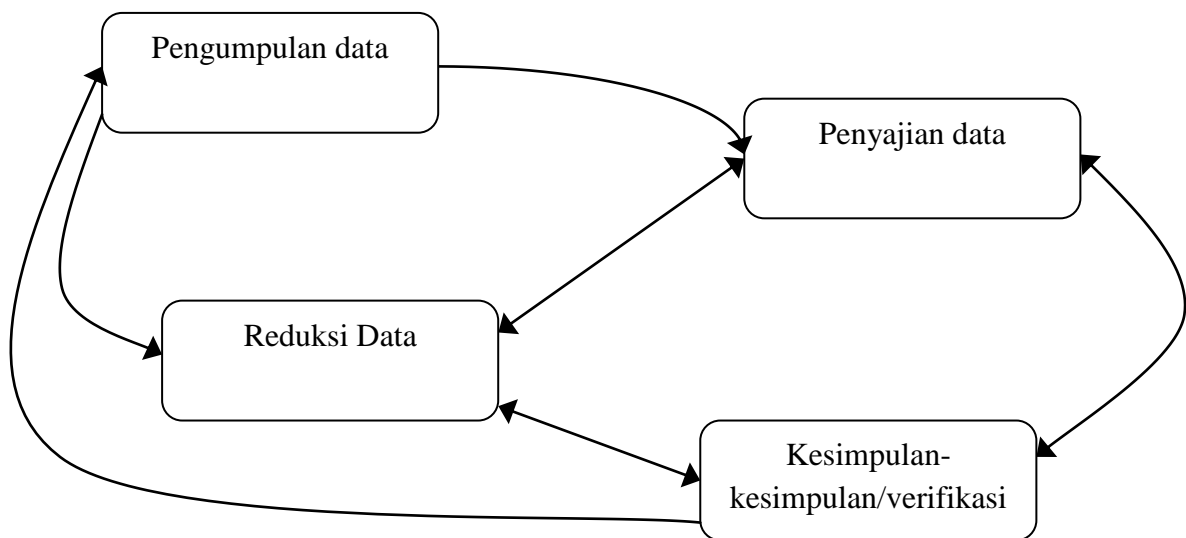 Pengumpulan data
Penyajian data
Reduksi Data
Kesimpulan-
kesimpulan/verifikasi